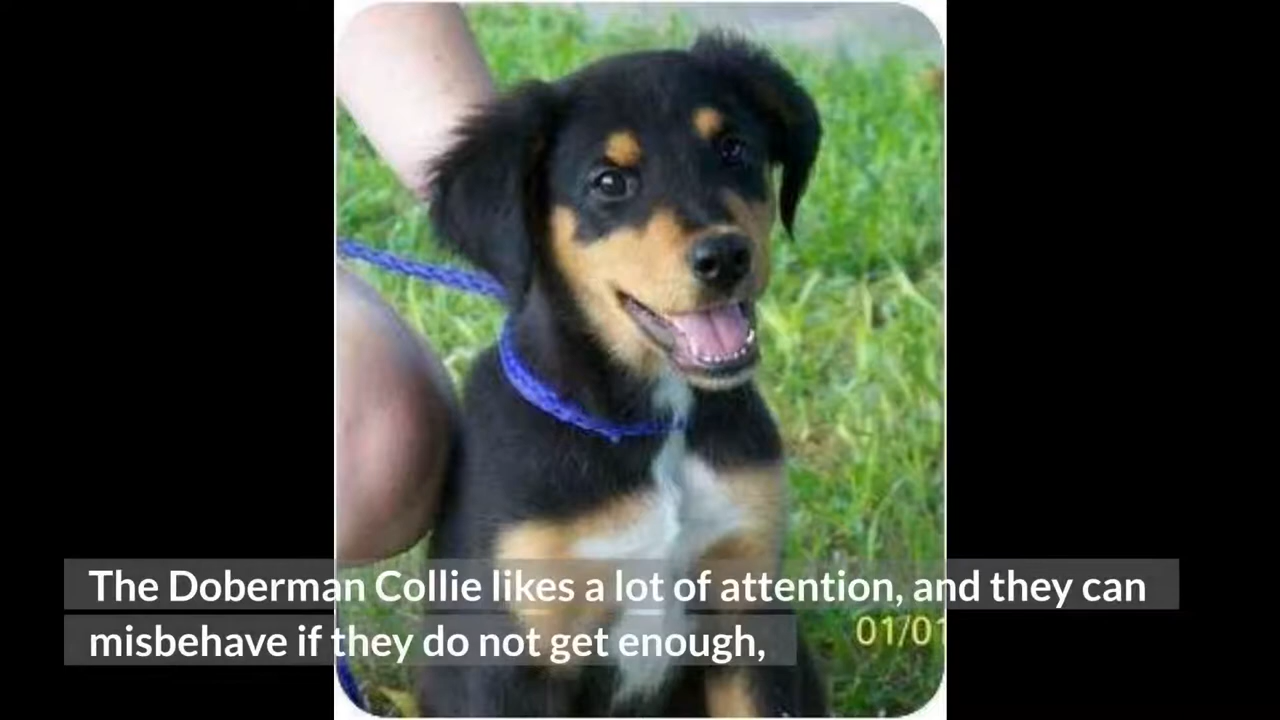 The Doberman Collie likes a lot of attention, and they can
misbehave if they do not get enough,
01/01